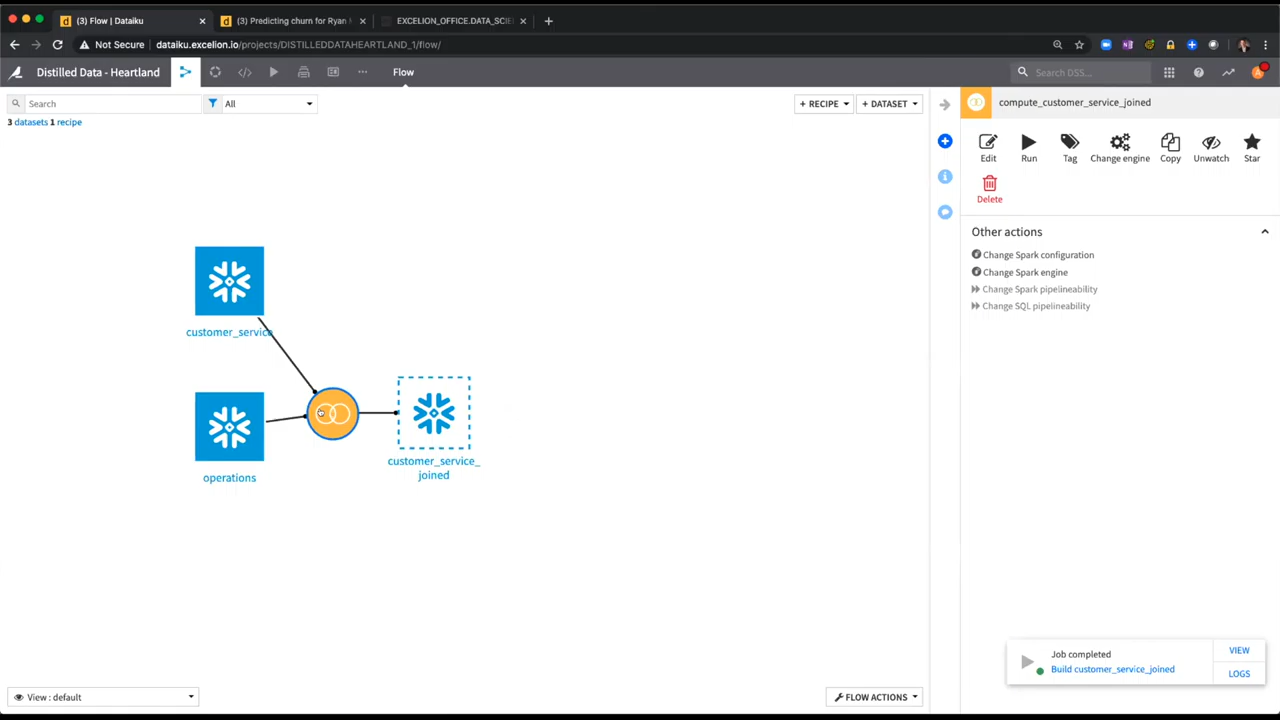 (3) Flow | Dataiku
(3) Predicting churn for Ryan M
EXCELION_OFFICE.DATA_SCIE
Not Secure
dataiku.excelion.io/projects/DISTILLEDDATAHEARTLAND_1/flow/
Distilled Data - Heartland
Flow
Search DSS...
Search
All
+ RECIPE
+ DATASET
3 datasets 1 recipe
compute_customer_service_joined
Edit
Run
Tag
Change engine
Copy
Unwatch
Star
Delete
Other actions
Change Spark configuration
Change Spark engine
Change Spark pipelineability
Change SQL pipelineability
customer_service
operations
customer_service_
joined
Job completed
Build customer_service_joined
VIEW
LOGS
View : default
FLOW ACTIONS